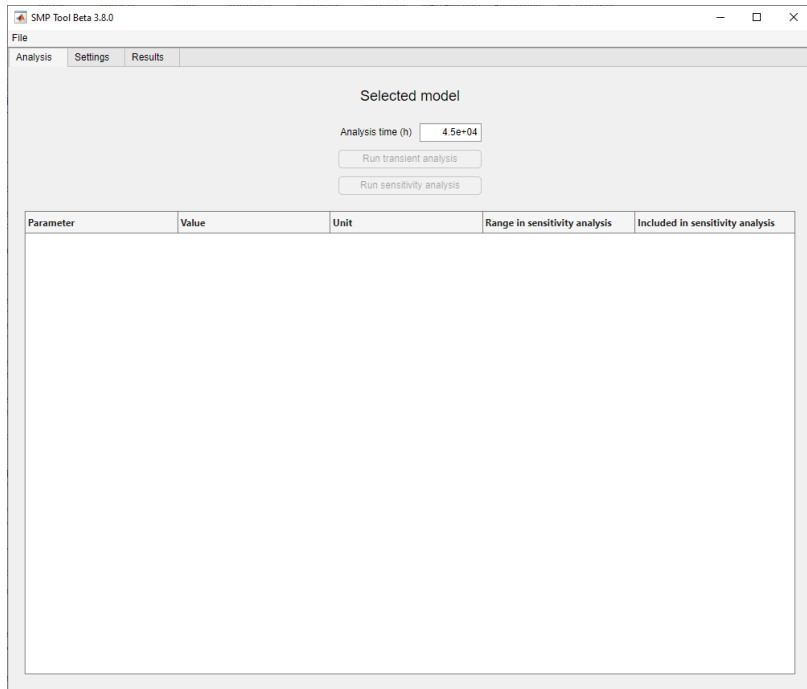 SMP Tool Beta 3.8.0
File
Analysis Settings Results
Selected model
Analysis time (h) 4.5e+04
Run transient analysis
Run sensitivity analysis
Parameter Value Unit Range in sensitivity analysis Included in sensitivity analysis